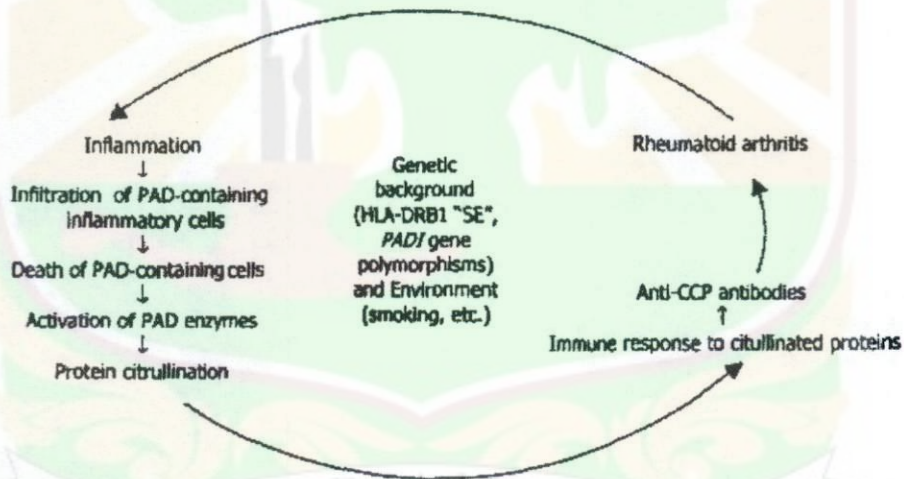 Inflammation
↓
Infiltration of PAD-containing
inflammatory cells
↓
Death of PAD-containing cells
↓
Activation of PAD enzymes
↓
Protein citrullination
Genetic
background
(HLA-DRB1 "SE",
PADI gene
polymorphisms)
and Environment
(smoking, etc.)
Rheumatoid arthritis
Anti-CCP antibodies
↑
Immune response to citullinated proteins